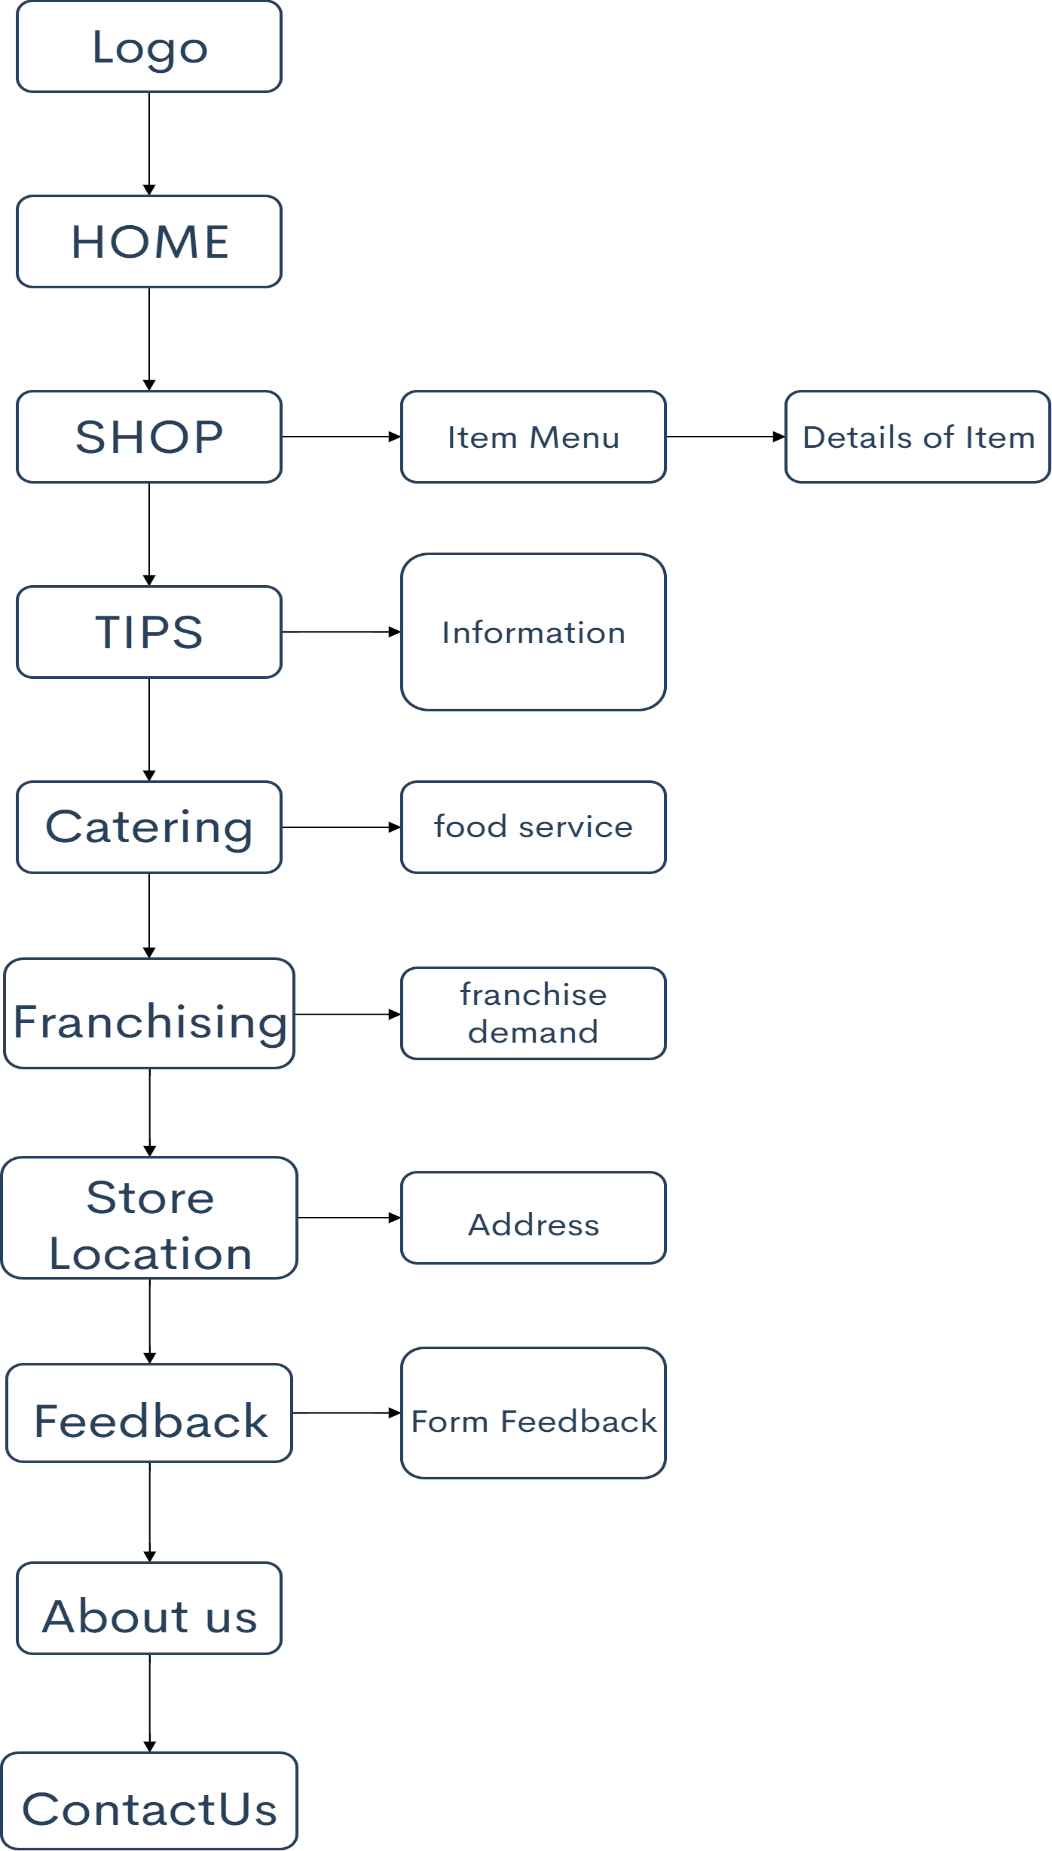 Logo
HOME
SHOP
Item Menu
Details of Item
TIPS
Information
Catering
food service
Franchising
franchise
demand
Store
Location
Address
Feedback
Form Feedback
About us
ContactUs